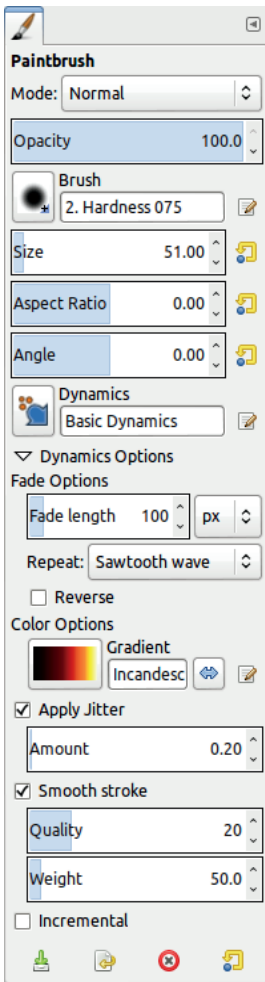 Paintbrush
Mode: Normal
Opacity 100.0
Brush
2. Hardness 075
Size 51.00
Aspect Ratio 0.00
Angle 0.00
Dynamics
Basic Dynamics
Dynamics Options
Fade Options
Fade length 100 px
Repeat: Sawtooth wave
Reverse
Color Options
Gradient
Incandesc
Apply Jitter
Amount 0.20
Smooth stroke
Quality 20
Weight 50.0
Incremental